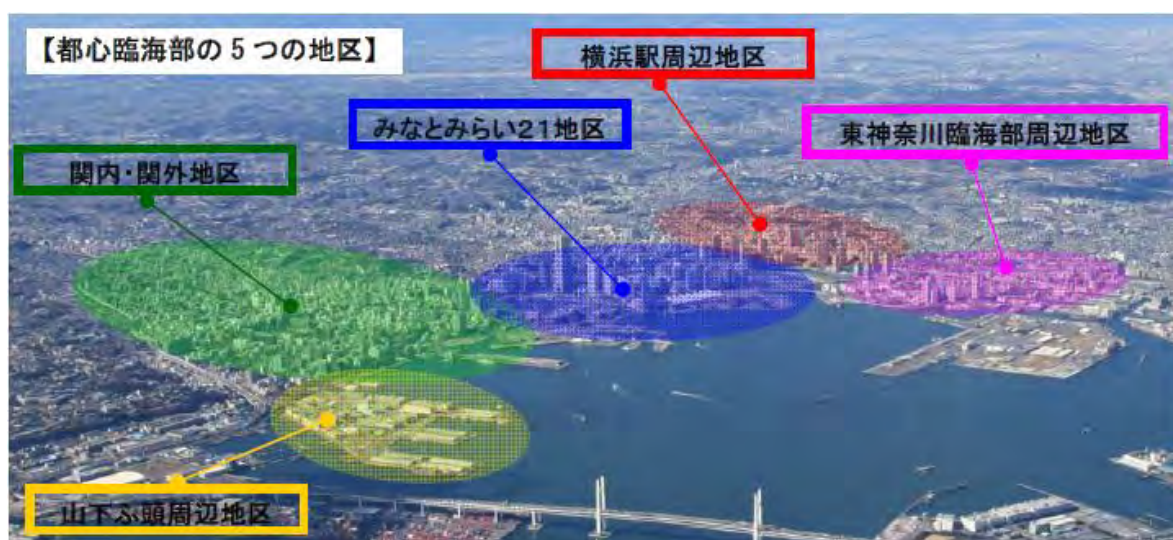 【都心臨海部の5つの地区】
横浜駅周辺地区
みなとみらい21地区
東神奈川臨海部周辺地区
関内・関外地区
山下ふ頭周辺地区